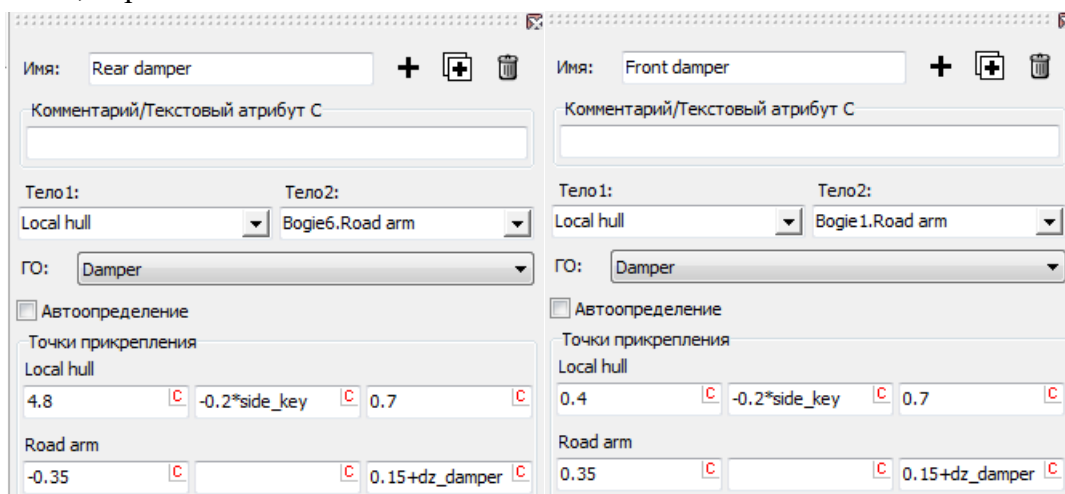 Имя: Rear damper
Комментарий/Текстовый атрибут C
Тело1: Тело2:
Local hull Bogie6.Road arm
ГО: Damper
Автоопределение
Точки прикрепления
Local hull
4.8 C -0.2*side_key C 0.7 C
Road arm
-0.35 C C 0.15+dz_damper C
Имя: Front damper
Комментарий/Текстовый атрибут C
Тело1: Тело2:
Local hull Bogie1.Road arm
ГО: Damper
Автоопределение
Точки прикрепления
Local hull
0.4 C -0.2*side_key C 0.7 C
Road arm
0.35 C C 0.15+dz_damper C